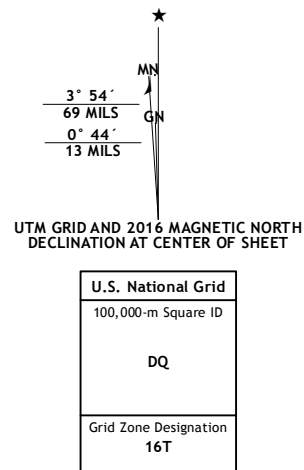 ★
MN
3° 54´
69 MILS
GN
0° 44´
13 MILS
UTM GRID AND 2016 MAGNETIC NORTH
DECLINATION AT CENTER OF SHEET
U.S. National Grid
100,000-m Square ID
DQ
Grid Zone Designation
16T